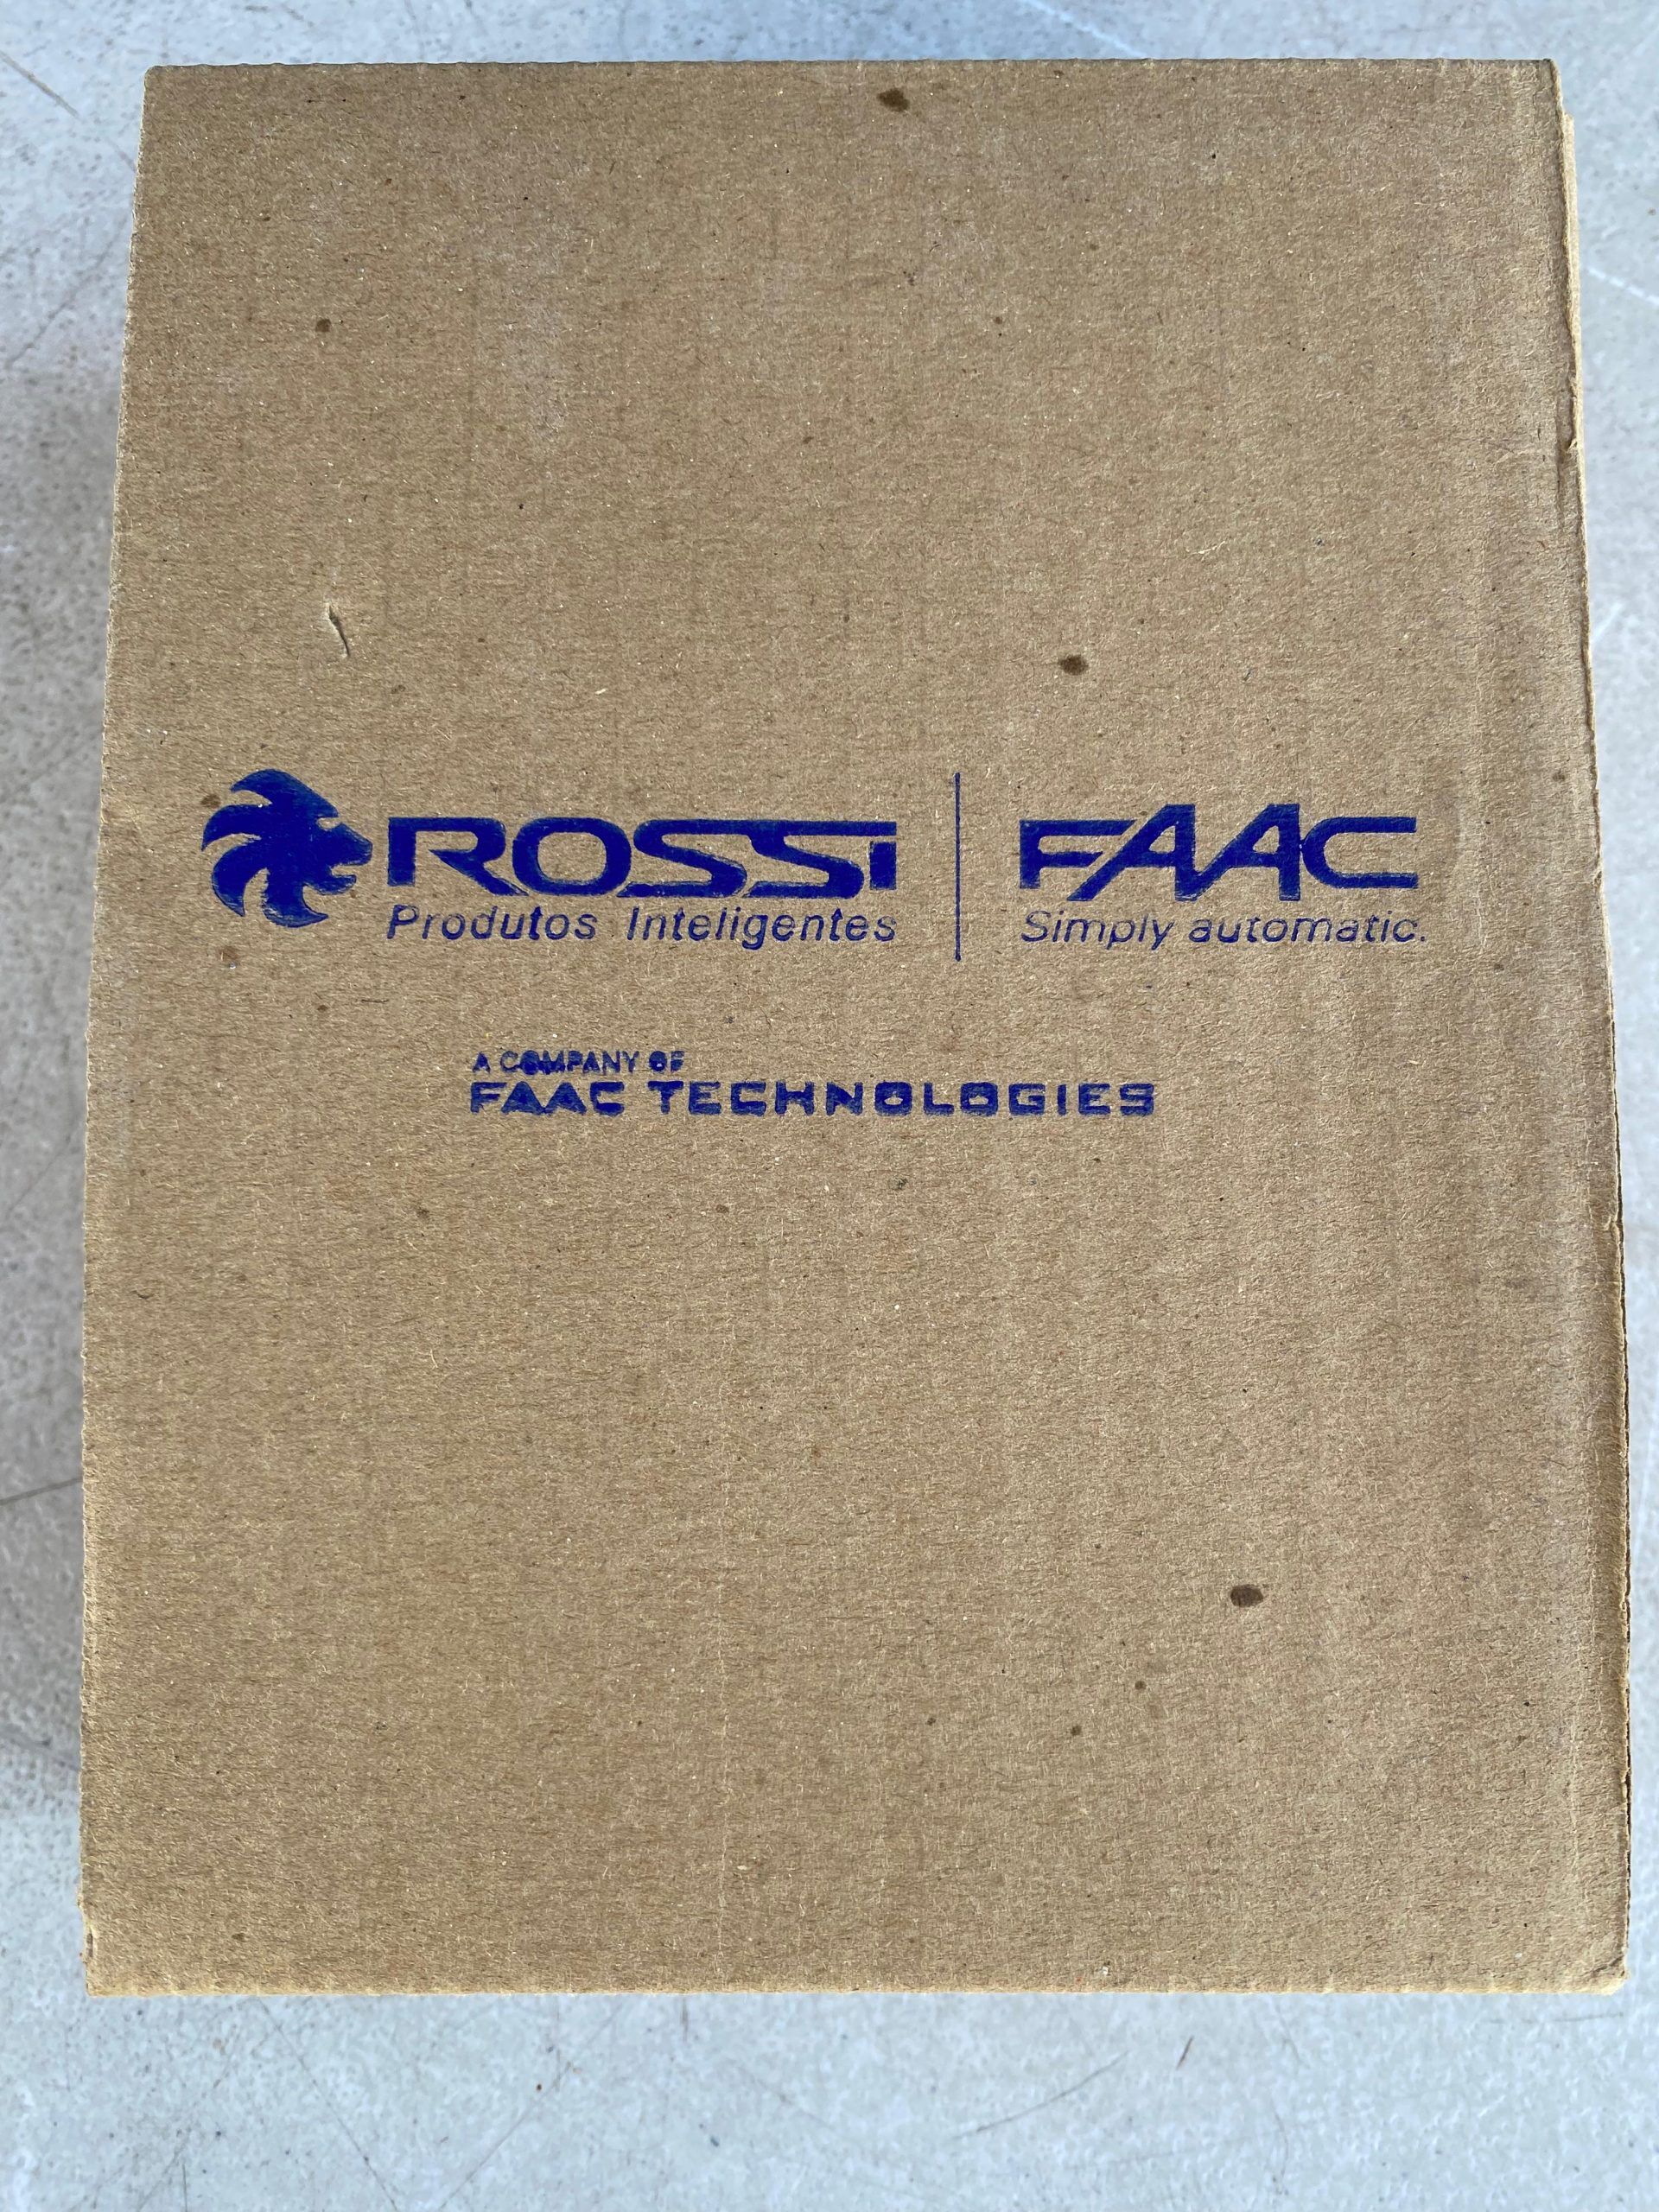 ROSSI
Produtos Inteligentes
FAAC
Simply automatic.
A COMPANY OF
FAAC TECHNOLOGIES